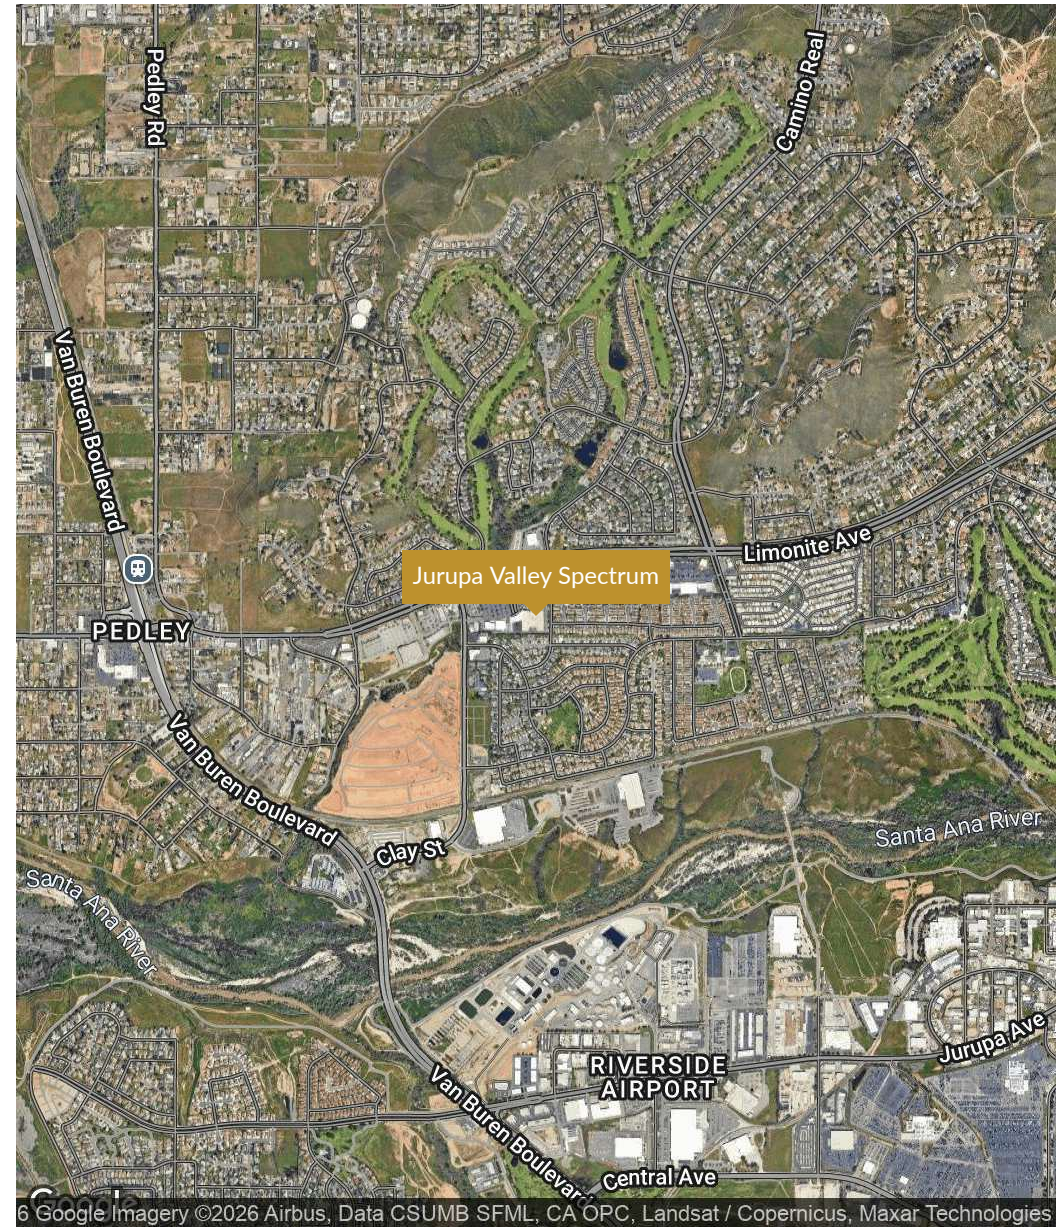 Pedley Rd
Camino Real
Van Buren Boulevard
Limonite Ave
Jurupa Valley Spectrum
PEDLEY
Van Buren Boulevard
Clay St
Santa Ana River
Santa Ana River
Jurupa Ave
RIVERSIDE
AIRPORT
Van Buren Boulevard
Central Ave
Google
6 Google Imagery ©2026 Airbus, Data CSUMB SFML, CA OPC, Landsat / Copernicus, Maxar Technologies